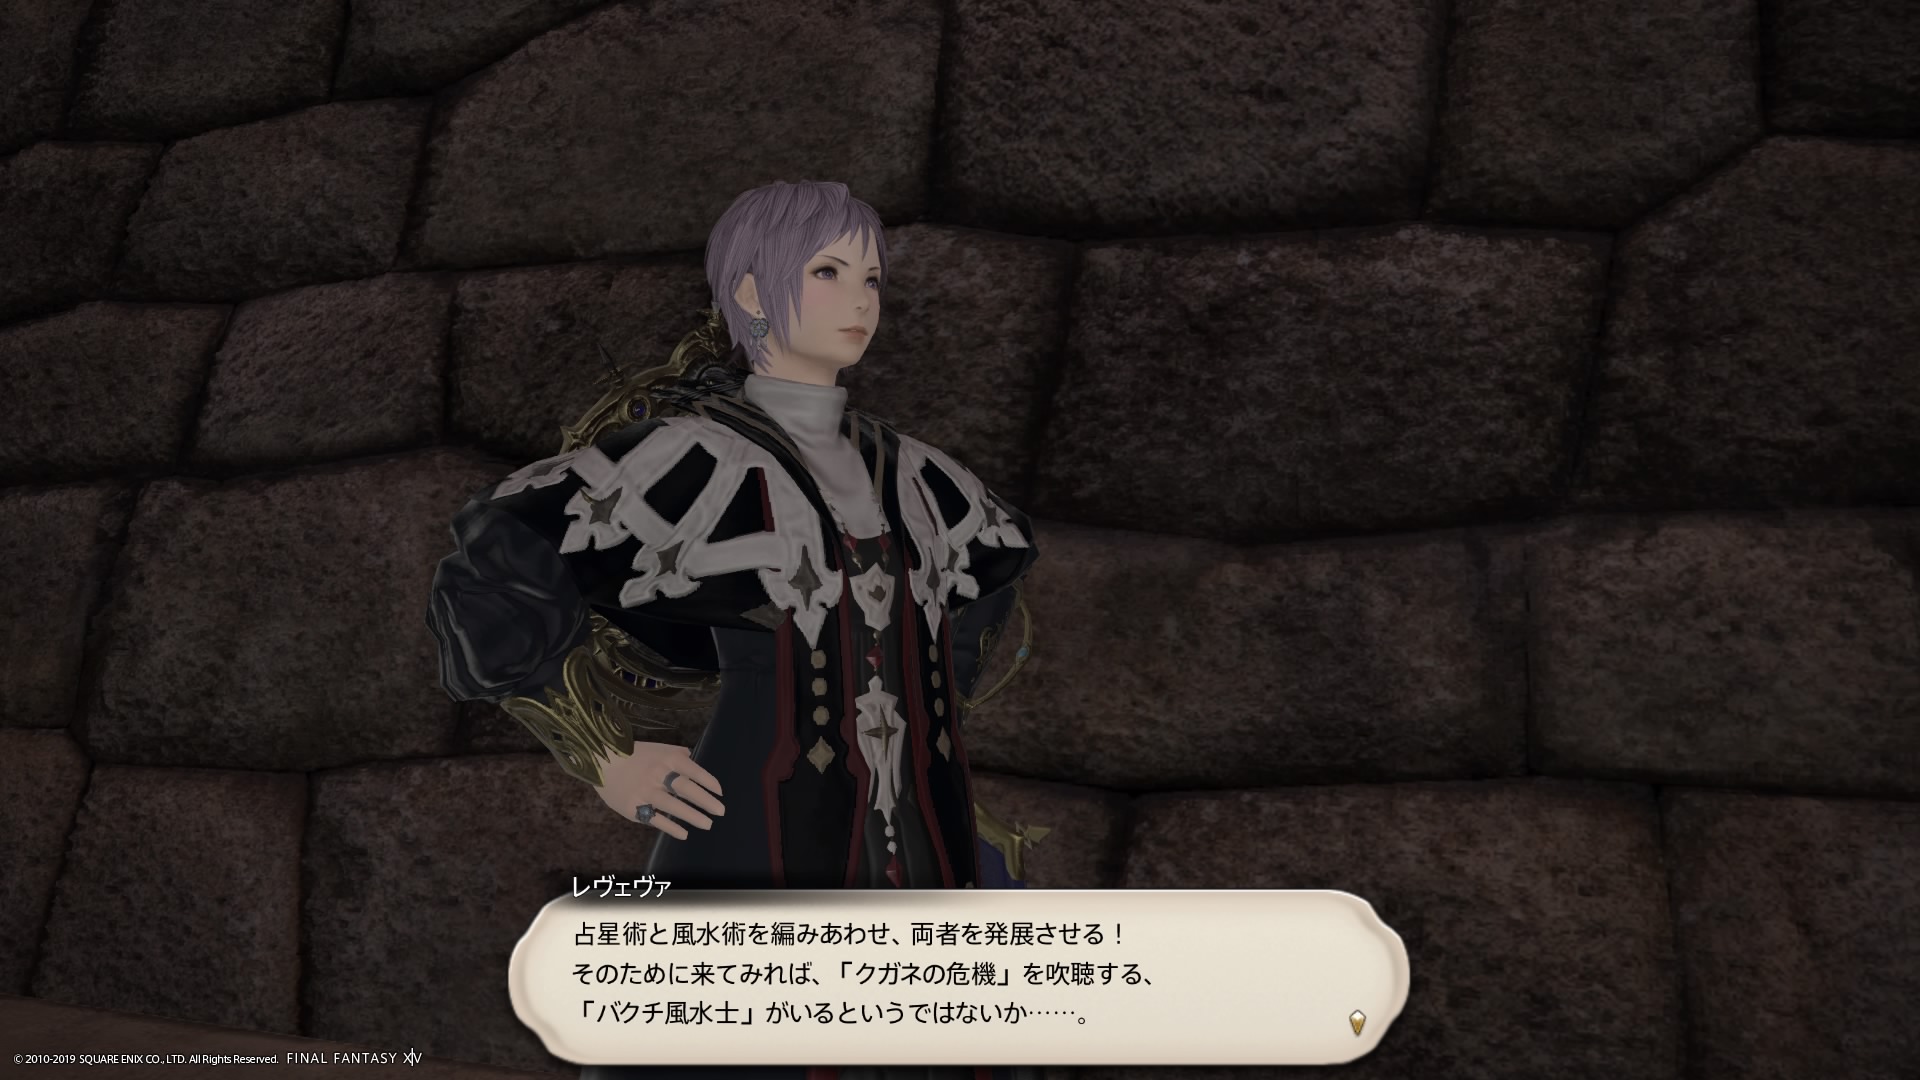 レヴェヴァ
占星術と風水術を編みあわせ、両者を発展させる！
そのために来てみれば、「クガネの危機」を吹聴する、
「バクチ風水士」がいるというではないか……。
© 2010-2019 SQUARE ENIX CO., LTD. All Rights Reserved. FINAL FANTASY XIV